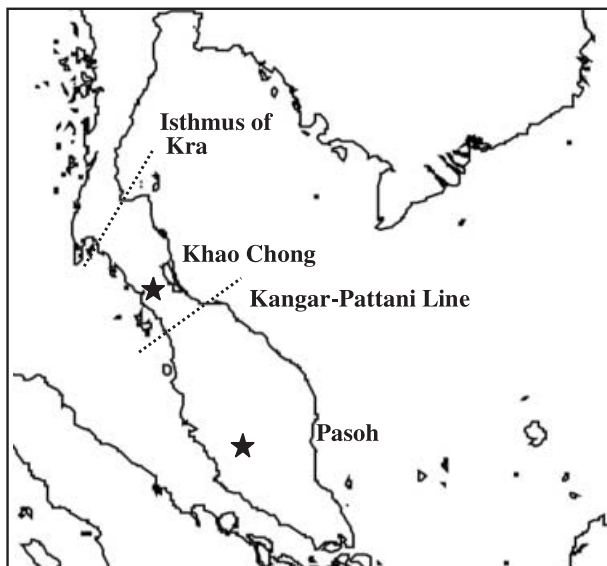 Isthmus of
Kra
Khao Chong
Kangar-Pattani Line
Pasoh